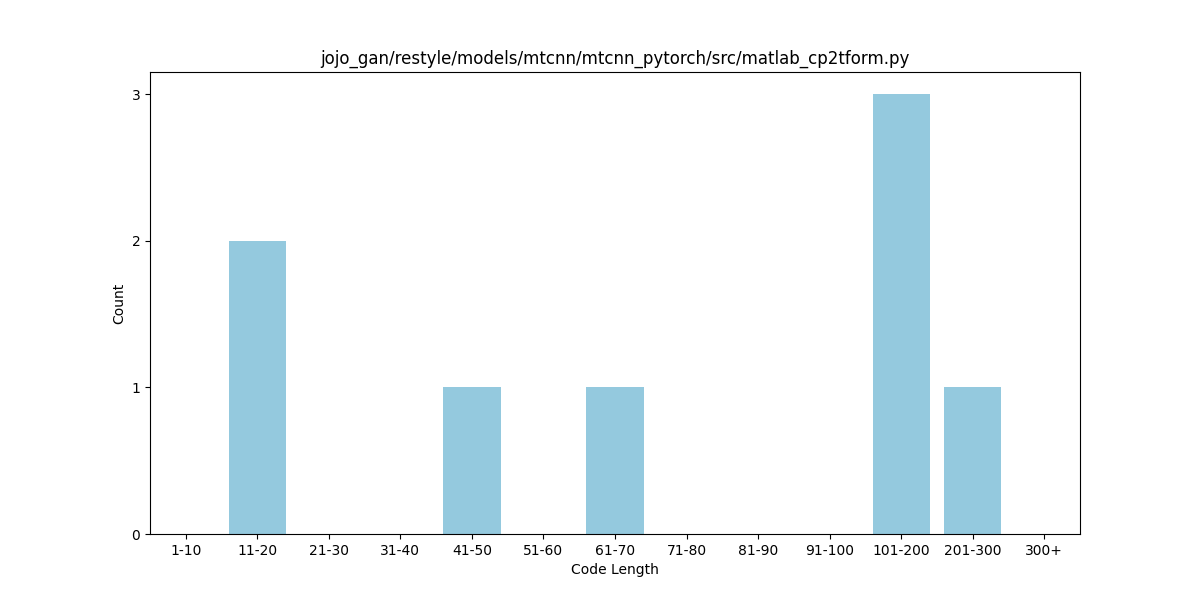 jojo_gan/restyle/models/mtcnn/mtcnn_pytorch/src/matlab_cp2tform.py
3
2
1
0
Count
1-10 11-20 21-30 31-40 41-50 51-60 61-70 71-80 81-90 91-100 101-200 201-300 300+
Code Length